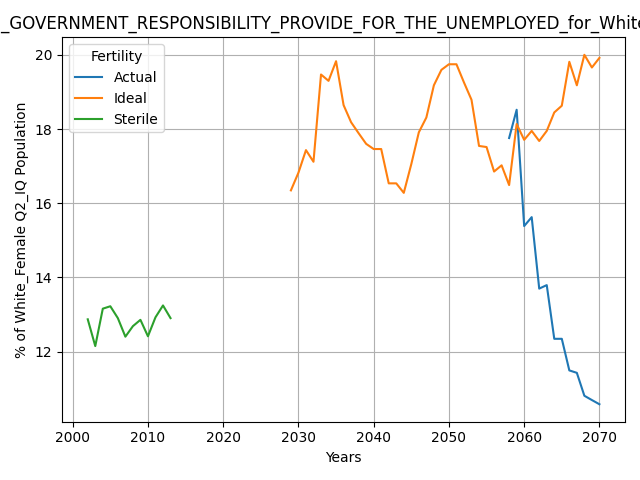 _GOVERNMENT_RESPONSIBILITY_PROVIDE_FOR_THE_UNEMPLOYED_for_White
Fertility
Actual
Ideal
Sterile
% of White_Female Q2_IQ Population
20
18
16
14
12
2000 2010 2020 2030 2040 2050 2060 2070
Years